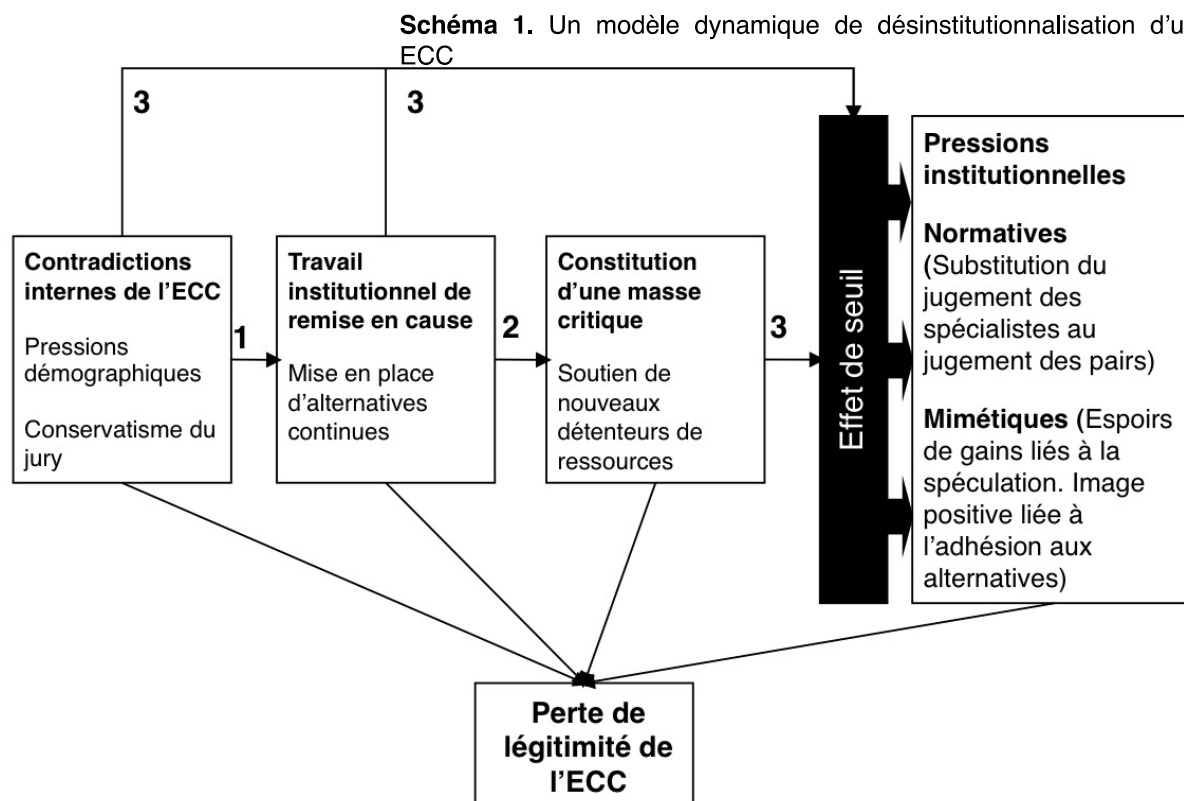 Schéma 1. Un modèle dynamique de désinstitutionnalisation d'u
ECC
3
3
Contradictions
internes de l'ECC
Pressions
démographiques
Conservatisme du
jury
1
Travail
institutionnel de
remise en cause
Mise en place
d'alternatives
continues
2
Constitution
d'une masse
critique
Soutien de
nouveaux
détenteurs de
ressources
3
Effet de seuil
Pressions
institutionnelles
Normatives
(Substitution du
jugement des
spécialistes au
jugement des pairs)
Mimétiques (Espoirs
de gains liés à la
spéculation. Image
positive liée à
l'adhésion aux
alternatives)
Perte de
légitimité de
l'ECC